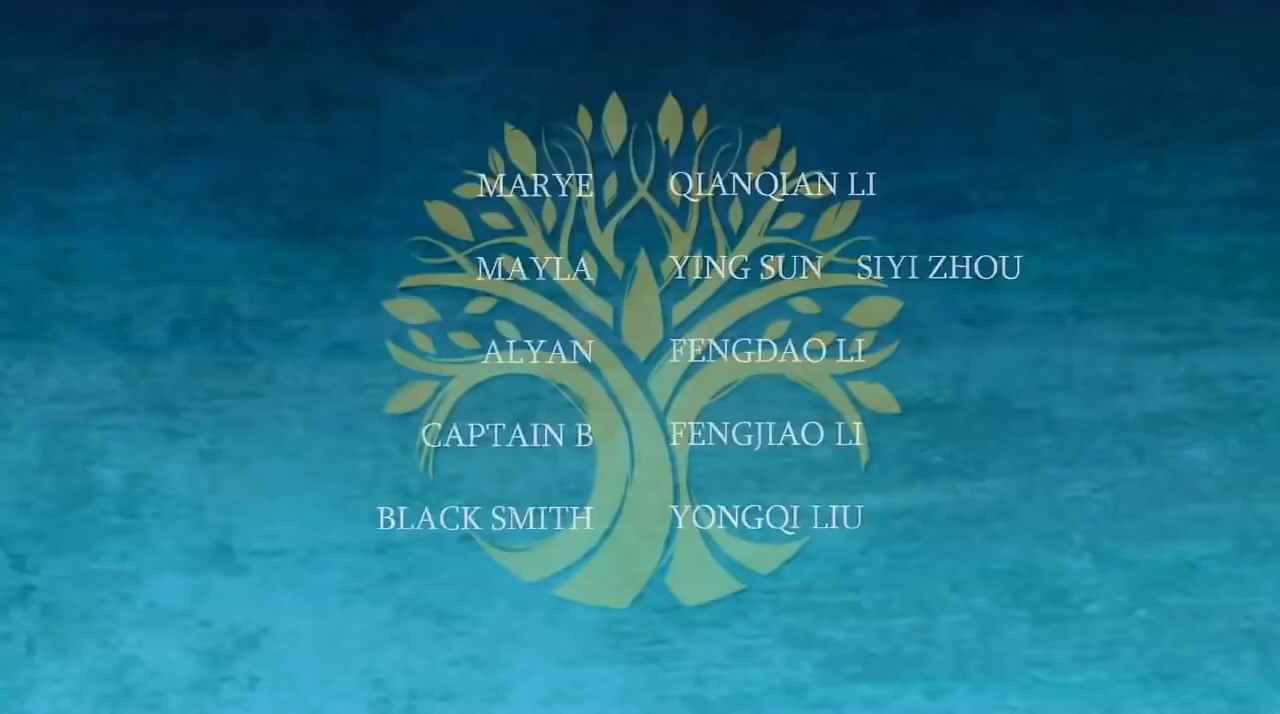 MARYE QIANQIAN LI
MAYLA YING SUN SIYI ZHOU
ALYAN FENGDAO LI
CAPTAIN B FENGJIAO LI
BLACK SMITH YONGQI LIU